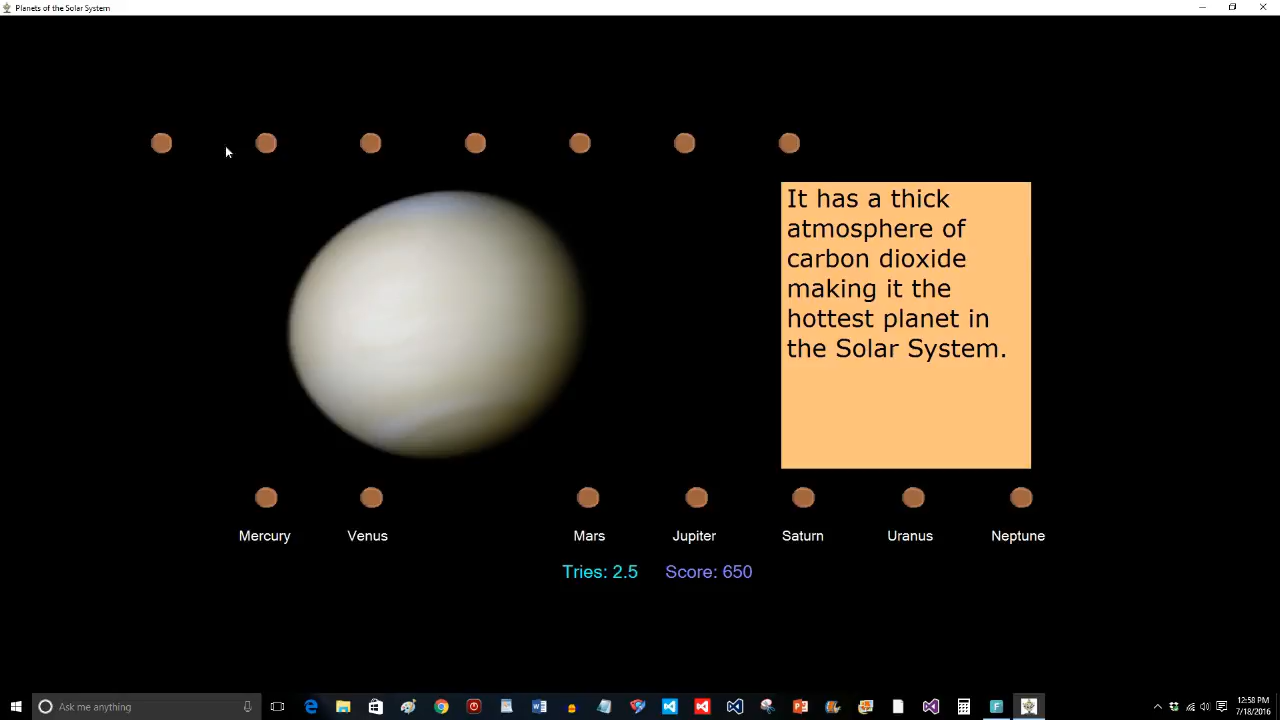 Planets of the Solar System
It has a thick
atmosphere of
carbon dioxide
making it the
hottest planet in
the Solar System.
Mercury Venus Mars Jupiter Saturn Uranus Neptune
Tries: 2.5 Score: 650
Ask me anything
12:58 PM
7/18/2016